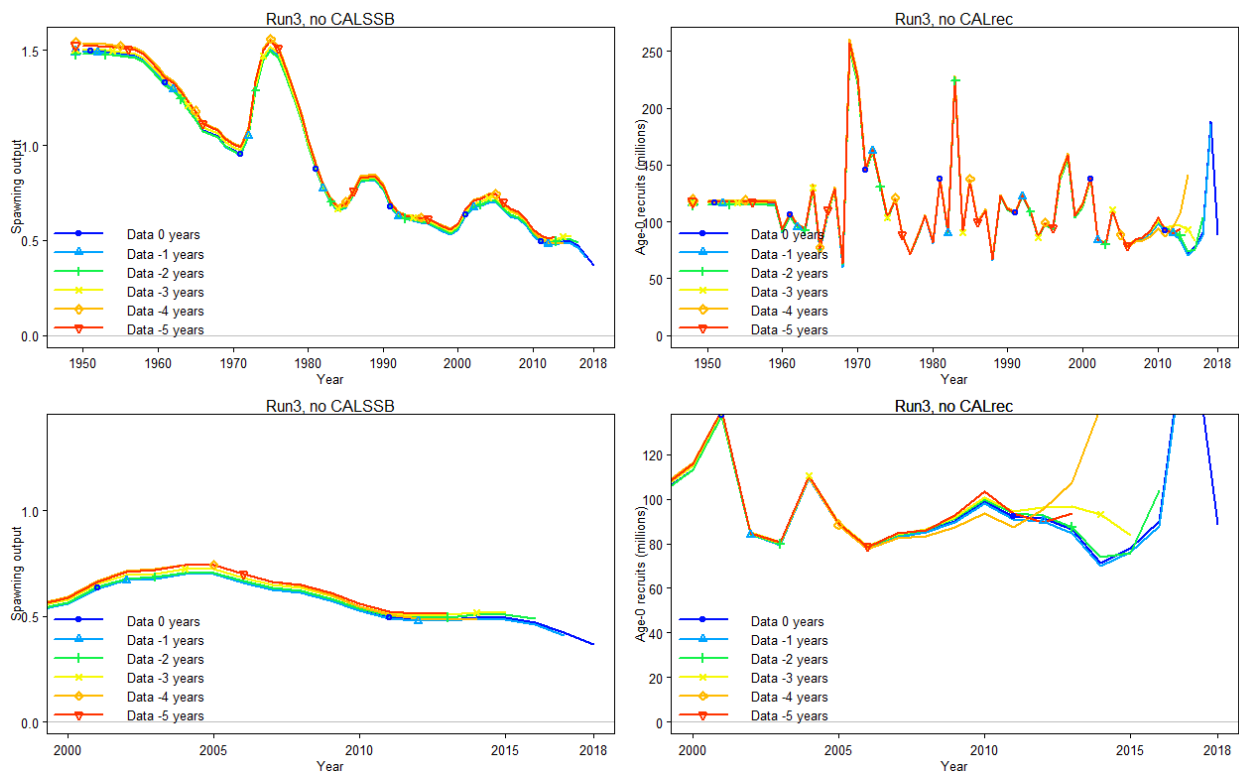 Run3, no CALSSB
Spawning output
1.5
1.0
0.5
0.0
Data 0 years
Data -1 years
Data -2 years
Data -3 years
Data -4 years
Data -5 years
1950 1960 1970 1980 1990 2000 2010 2018
Year
Run3, no CALrec
Age-0 recruits (millions)
250
200
150
100
50
0
Data 0 years
Data -1 years
Data -2 years
Data -3 years
Data -4 years
Data -5 years
1950 1960 1970 1980 1990 2000 2010 2018
Year
Run3, no CALSSB
Spawning output
1.0
0.5
0.0
Data 0 years
Data -1 years
Data -2 years
Data -3 years
Data -4 years
Data -5 years
2000 2005 2010 2015 2018
Year
Run3, no CALrec
Age-0 recruits (millions)
120
100
80
60
40
20
0
Data 0 years
Data -1 years
Data -2 years
Data -3 years
Data -4 years
Data -5 years
2000 2005 2010 2015 2018
Year